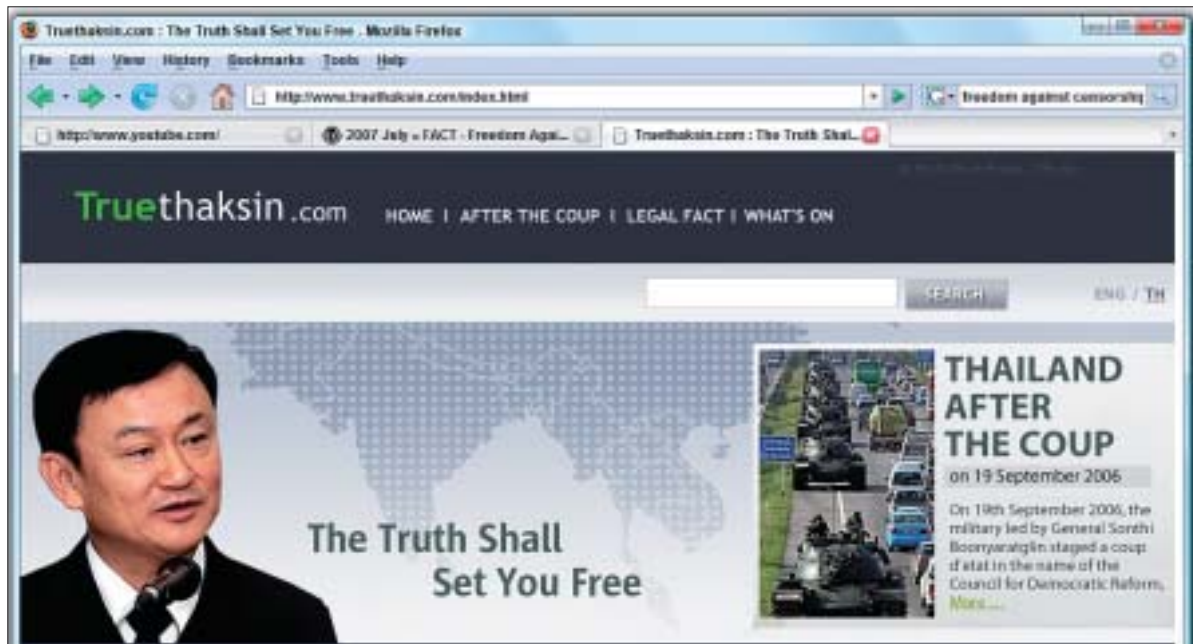 Truethaksin.com : The Truth Shall Set You Free - Mozilla Firefox
File Edit View History Bookmarks Tools Help
http://www.truethaksin.com/index.html freedom against censorship
http://www.youtube.com/ 2007 July « FACT - Freedom Agai... Truethaksin.com : The Truth Shal...
Truethaksin.com HOME | AFTER THE COUP | LEGAL FACT | WHAT'S ON
SEARCH ENG / TH
THAILAND
AFTER
THE COUP
on 19 September 2006
On 19th September 2006, the
military led by General Sonthi
Boonyaratglin staged a coup
d'etat in the name of the
Council for Democratic Reform,
More....
The Truth Shall
Set You Free